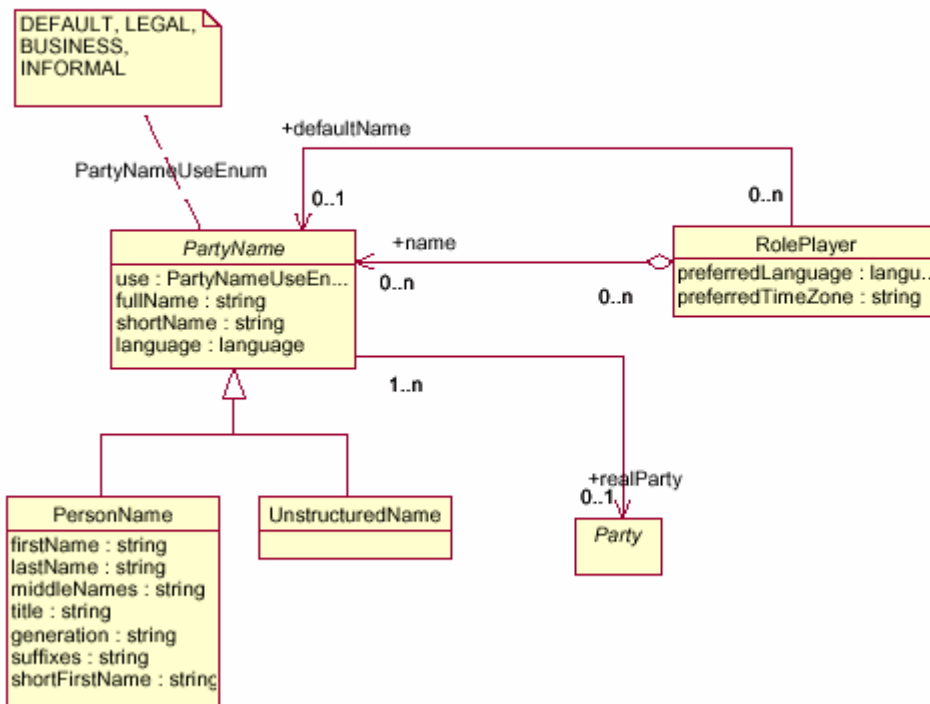 DEFAULT, LEGAL,
BUSINESS,
INFORMAL
+defaultName
PartyNameUseEnum
0..1
0..n
PartyName
use : PartyNameUseEn...
fullName : string
shortName : string
language : language
+name
0..n
0..n
RolePlayer
preferredLanguage : langu..
preferredTimeZone : string
1..n
+realParty
0..1
Party
PersonName
firstName : string
lastName : string
middleNames : string
title : string
generation : string
suffixes : string
shortFirstName : string
UnstructuredName